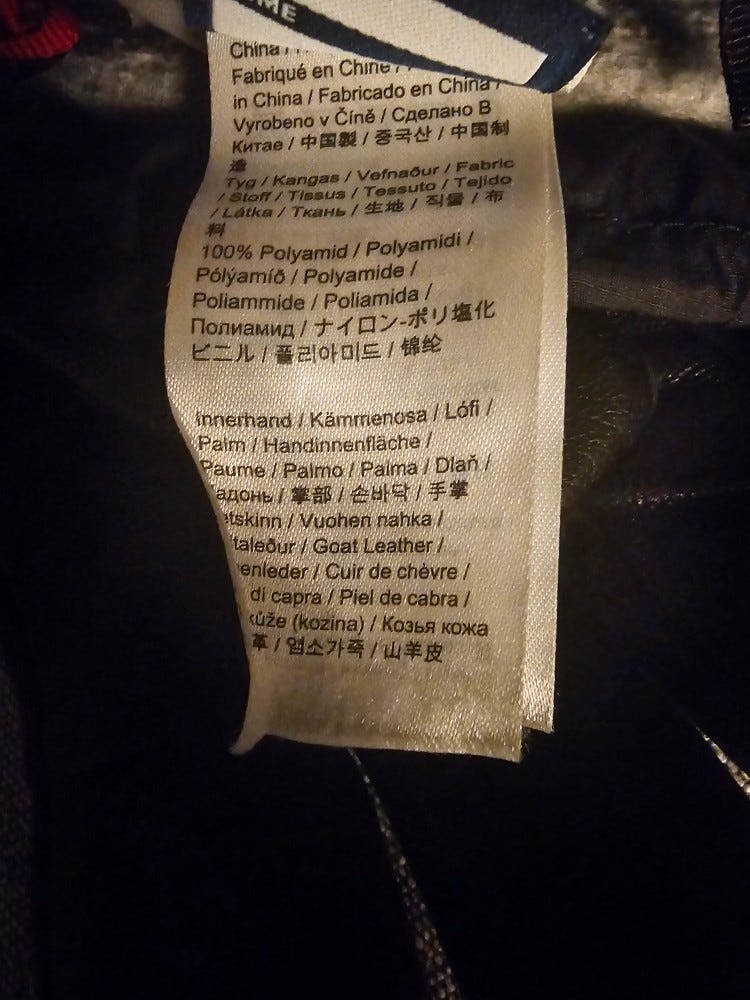 ME
China /
Fabriqué en Chine /
in China / Fabricado en China /
Vyrobeno v Číně / Сделано В
Китае / 中国製 / 중국산 / 中国制
造
Tyg / Kangas / Vefnaður / Fabric
/ Stoff / Tissus / Tessuto / Tejido
/ Látka / Ткань / 生地 / 직물 / 布
料
100% Polyamid / Polyamidi /
Pólýamíð / Polyamide /
Poliammide / Poliamida /
Полиамид / ナイロン-ポリ塩化
ビニル / 폴리아미드 / 锦纶
Innerhand / Kämmenosa / Lófi /
Palm / Handinnenfläche /
Paume / Palmo / Palma / Dlaň /
адонь / 掌部 / 손바닥 / 手掌
etskinn / Vuohen nahka /
taleður / Goat Leather /
enleder / Cuir de chèvre /
di capra / Piel de cabra /
kůže (kozina) / Козья кожа
革 / 염소가죽 / 山羊皮